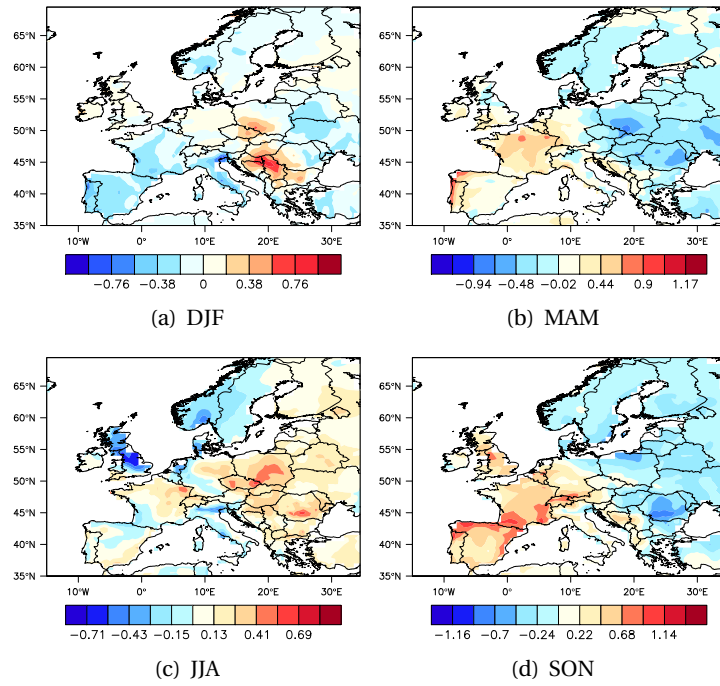 65°N 65°N
60°N 60°N
55°N 55°N
50°N 50°N
45°N 45°N
40°N 40°N
35°N 35°N
10°W 0° 10°E 20°E 30°E 10°W 0° 10°E 20°E 30°E
−0.76 −0.38 0 0.38 0.76 −0.94 −0.48 −0.02 0.44 0.9 1.17
(a) DJF (b) MAM
65°N 65°N
60°N 60°N
55°N 55°N
50°N 50°N
45°N 45°N
40°N 40°N
35°N 35°N
10°W 0° 10°E 20°E 30°E 10°W 0° 10°E 20°E 30°E
−0.71 −0.43 −0.15 0.13 0.41 0.69 −1.16 −0.7 −0.24 0.22 0.68 1.14
(c) JJA (d) SON